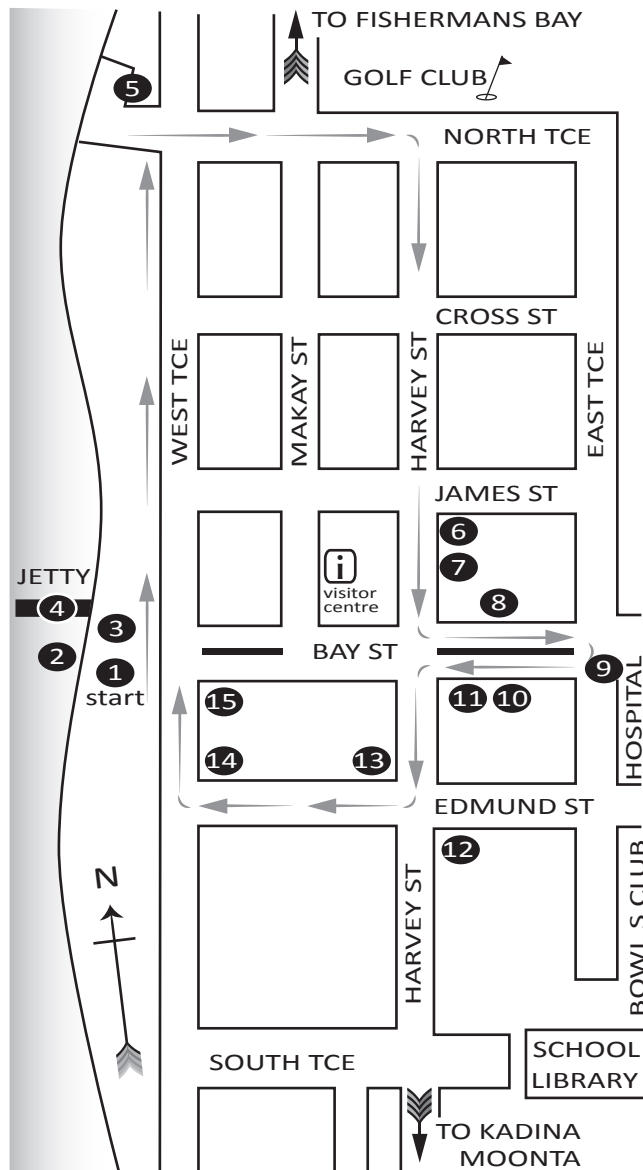 TO FISHERMANS BAY
GOLF CLUB
5
NORTH TCE
CROSS ST
WEST TCE
MAKAY ST
HARVEY ST
EAST TCE
JAMES ST
6
i
visitor
centre
7
JETTY
4
8
3
BAY ST
2
1
start
9
HOSPITAL
15
11
10
14
13
EDMUND ST
12
N
HARVEY ST
BOWL S CLUB
SOUTH TCE
SCHOOL
LIBRARY
TO KADINA
MOONTA